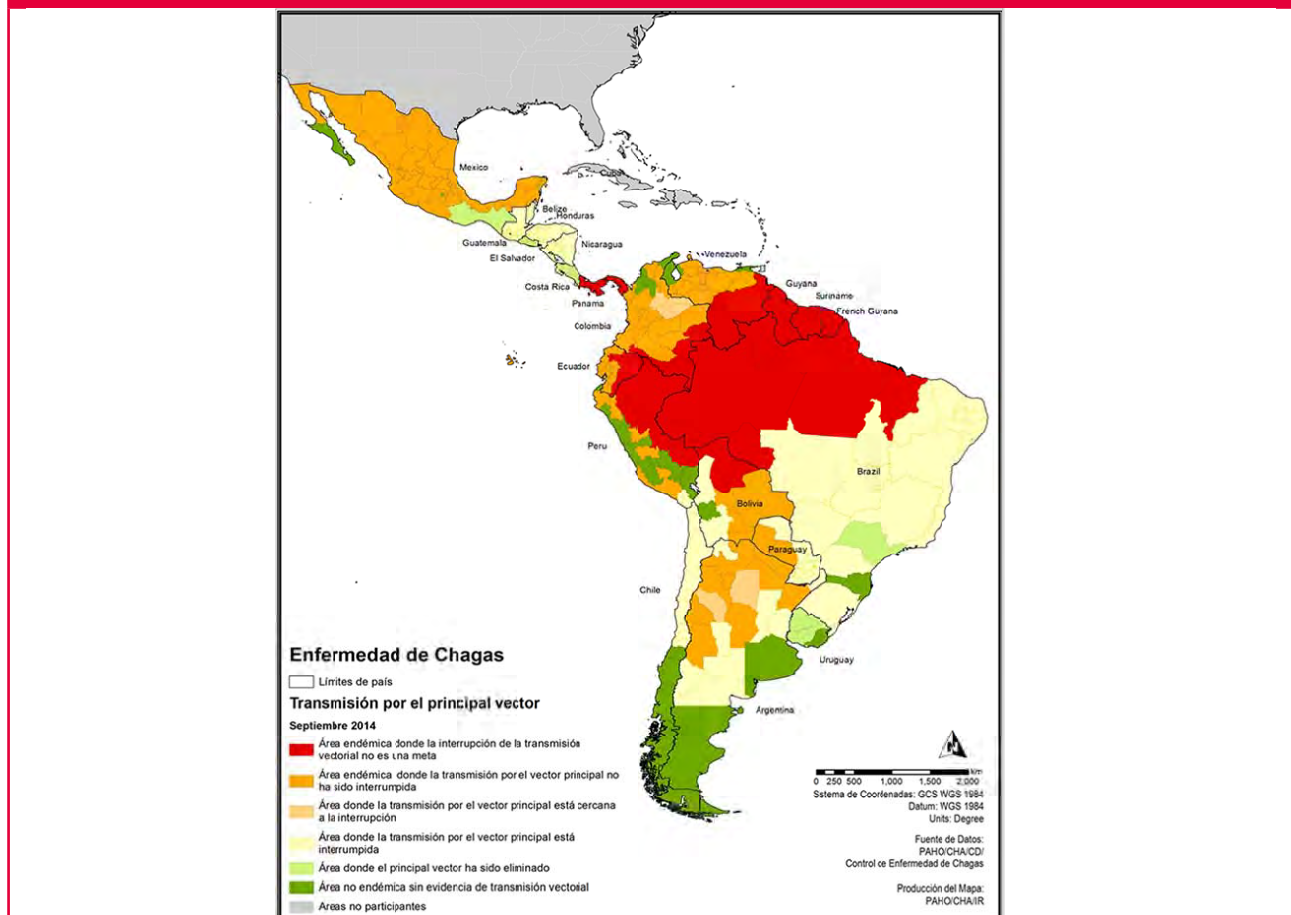 Mexico
Cuba
Belize
Honduras
Guatemala
Nicaragua
El Salvador
Venezuela
Costa Rica
Guyana
Panama
Suriname
French Guyana
Colombia
Ecuador
Peru
Brazil
Bolivia
Paraguay
Chile
Uruguay
Argentina
Enfermedad de Chagas
Límites de país
Transmisión por el principal vector
Septiembre 2014
Área endémica donde la interrupción de la transmisión
vectorial no es una meta
Área endémica donde la transmisión por el vector principal no
ha sido interrumpida
Área donde la transmisión por el vector principal está cercana
a la interrupción
Área donde la transmisión por el vector principal está
interrumpida
Área donde el principal vector ha sido eliminado
Área no endémica sin evidencia de transmisión vectorial
Areas no participantes
km
0 250 500 1,000 1,500 2,000
Sistema de Coordenadas: GCS WGS 1984
Datum: WGS 1984
Units: Degree
Fuente de Datos:
PAHO/CHA/CD/
Control de Enfermedad de Chagas
Producción del Mapa:
PAHO/CHA/IR